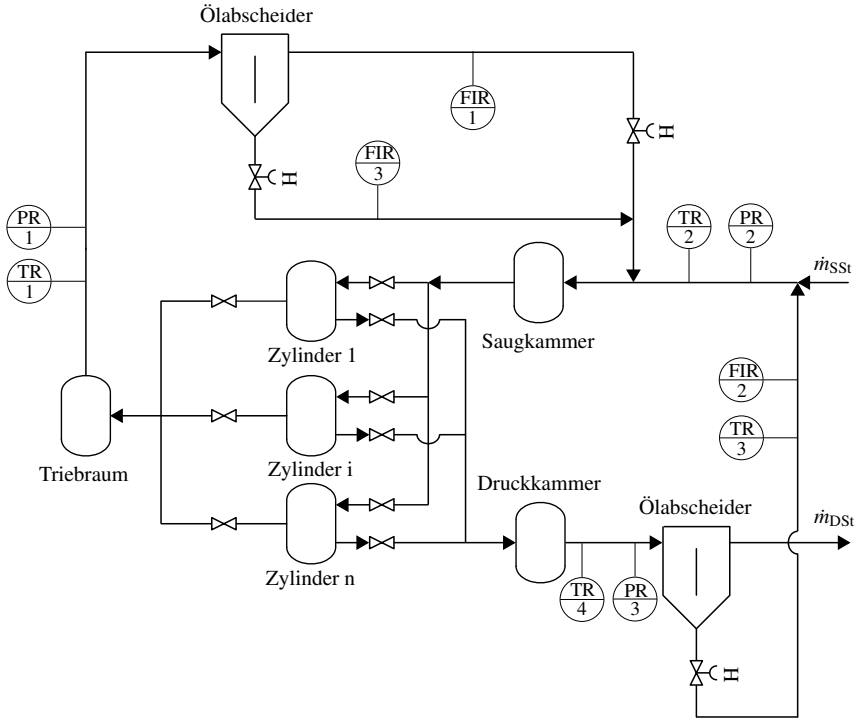 Ölabscheider
FIR
1
H
FIR
3
H
PR
1
TR
2
PR
2
TR
1
ṁSSt
Saugkammer
Zylinder 1
FIR
2
TR
3
Triebraum
Zylinder i
Druckkammer
Ölabscheider
ṁDSt
Zylinder n
TR
4
PR
3
H